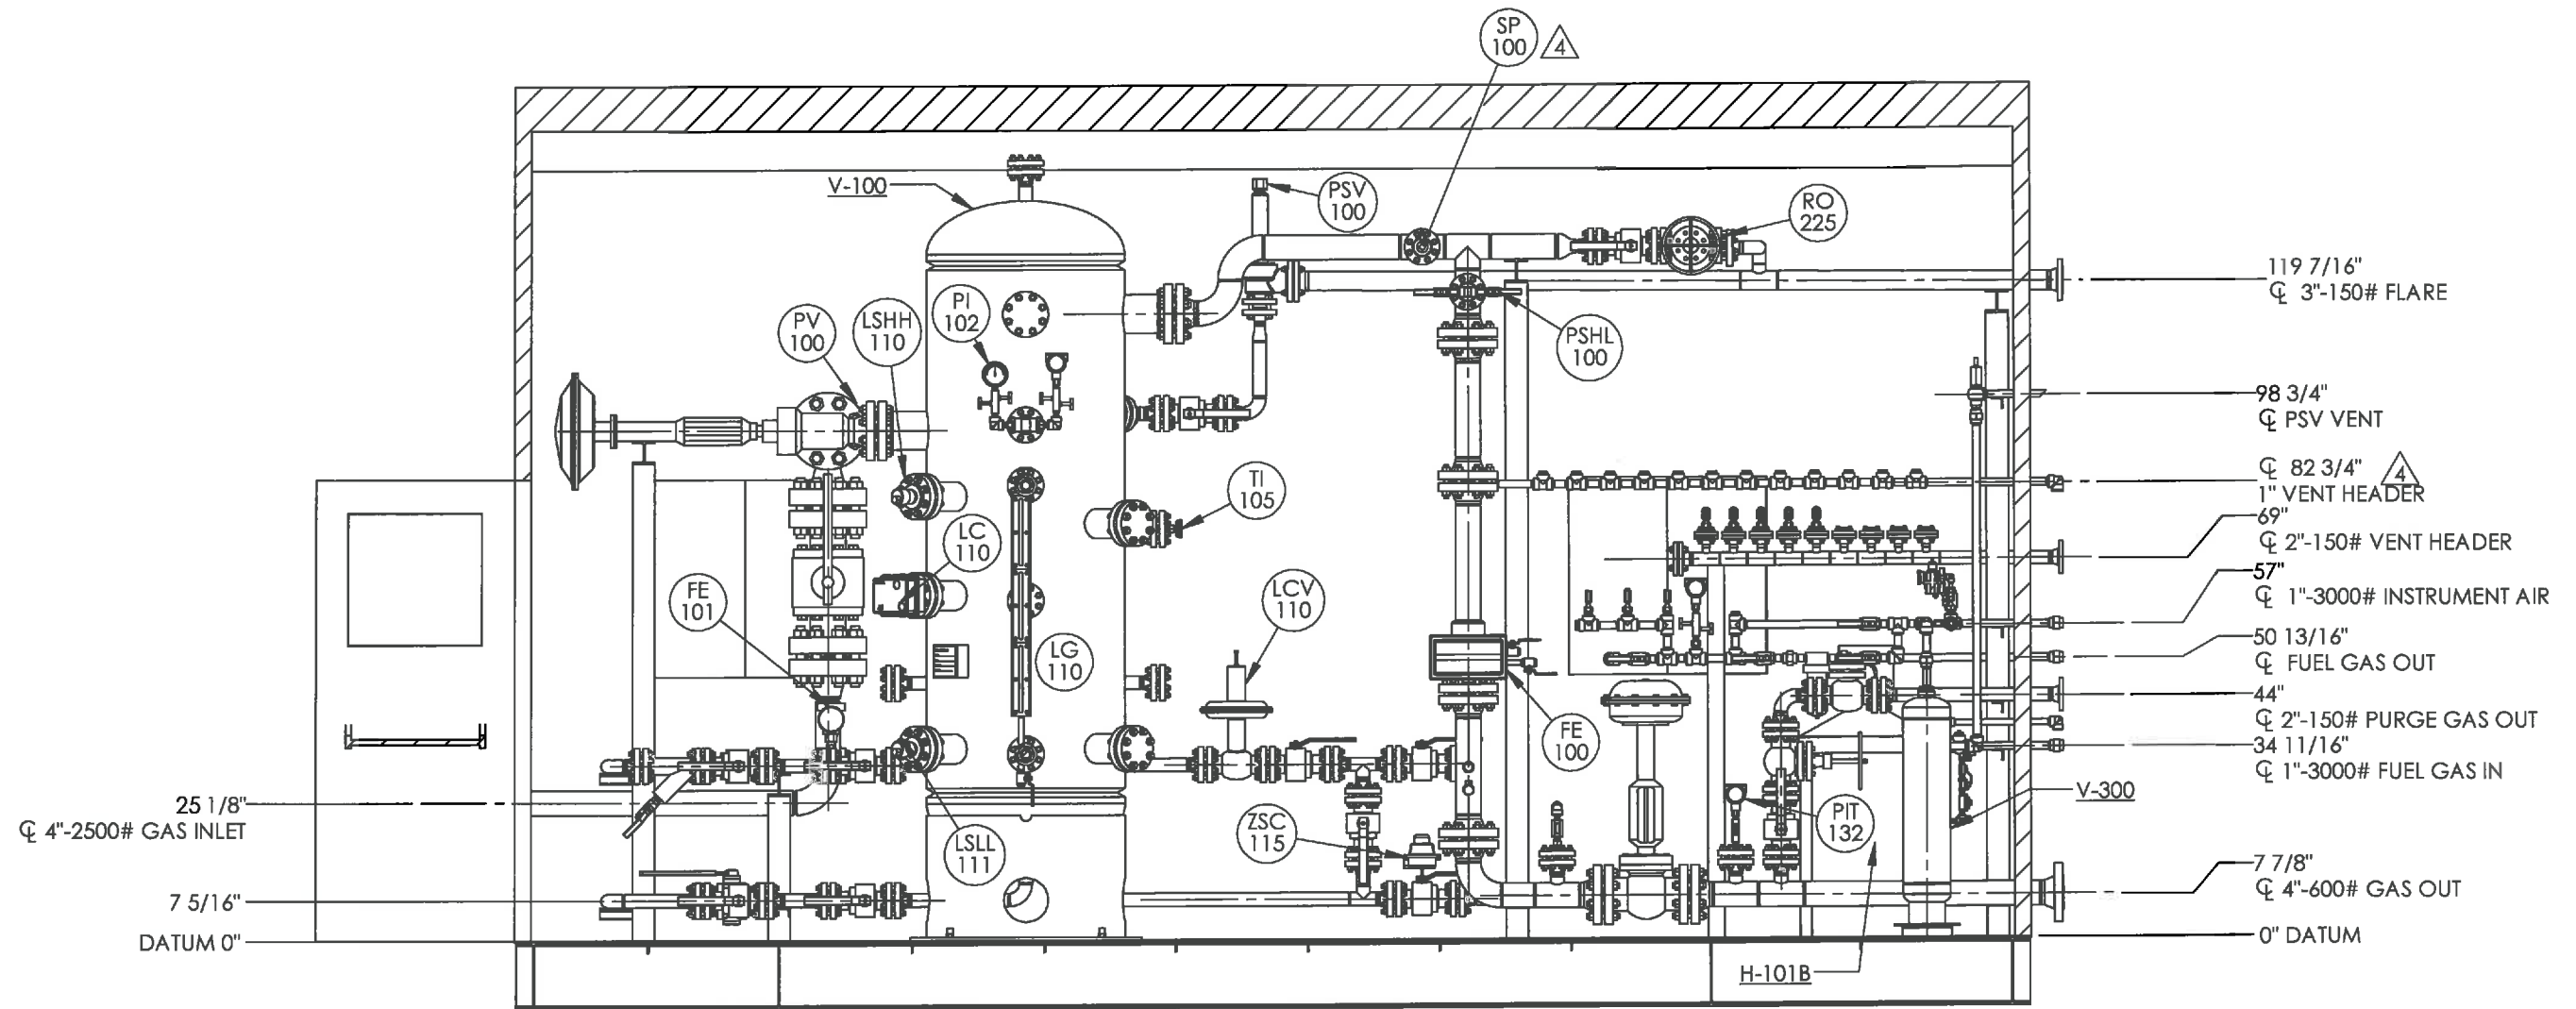 SP
100
4
V-100
PSV
100
RO
225
119 7/16"
℄ 3"-150# FLARE
PI
102
LSHH
110
PV
100
PSHL
100
98 3/4"
℄ PSV VENT
℄ 82 3/4"
4
1" VENT HEADER
TI
105
69"
℄ 2"-150# VENT HEADER
LC
110
57"
℄ 1"-3000# INSTRUMENT AIR
FE
101
LCV
110
50 13/16"
℄ FUEL GAS OUT
LG
110
44"
℄ 2"-150# PURGE GAS OUT
FE
100
34 11/16"
℄ 1"-3000# FUEL GAS IN
V-300
25 1/8"
℄ 4"-2500# GAS INLET
PIT
132
ZSC
115
LSLL
111
7 7/8"
℄ 4"-600# GAS OUT
7 5/16"
DATUM 0"
0" DATUM
H-101B